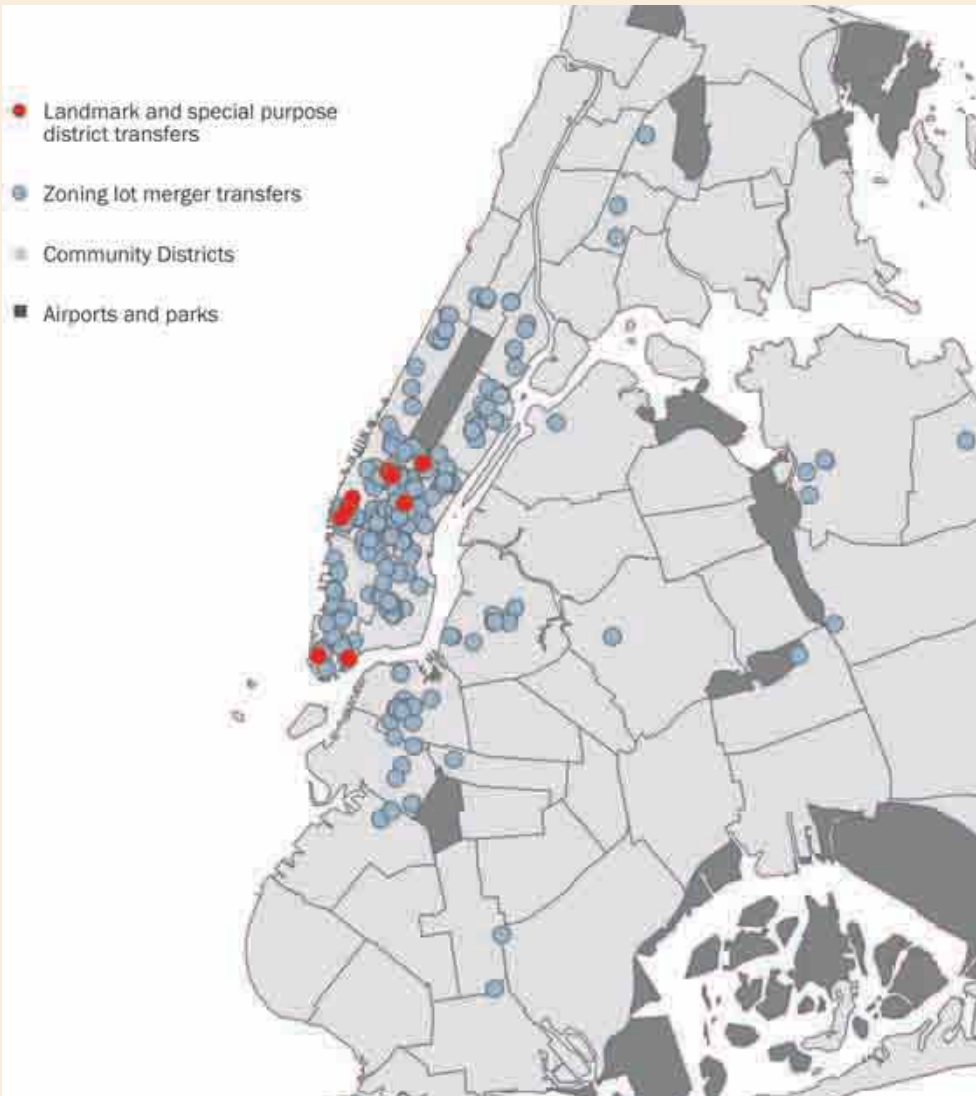 Landmark and special purpose
district transfers
Zoning lot merger transfers
Community Districts
Airports and parks